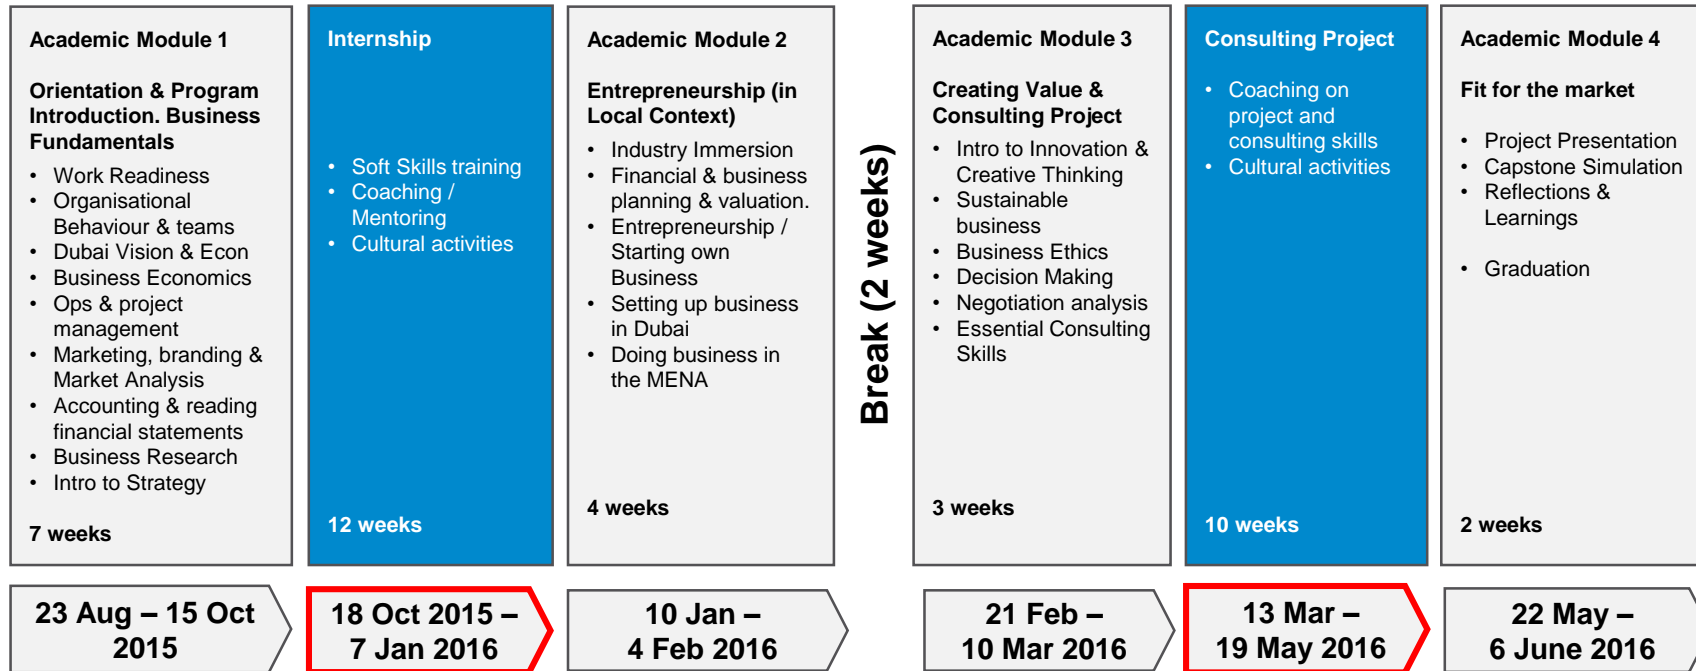 Academic Module 1
Orientation & Program
Introduction. Business
Fundamentals
• Work Readiness
• Organisational
Behaviour & teams
• Dubai Vision & Econ
• Business Economics
• Ops & project
management
• Marketing, branding &
Market Analysis
• Accounting & reading
financial statements
• Business Research
• Intro to Strategy
7 weeks
23 Aug – 15 Oct
2015
Internship
• Soft Skills training
• Coaching /
Mentoring
• Cultural activities
12 weeks
18 Oct 2015 –
7 Jan 2016
Academic Module 2
Entrepreneurship (in
Local Context)
• Industry Immersion
• Financial & business
planning & valuation.
• Entrepreneurship /
Starting own
Business
• Setting up business
in Dubai
• Doing business in
the MENA
4 weeks
10 Jan –
4 Feb 2016
Break (2 weeks)
Academic Module 3
Creating Value &
Consulting Project
• Intro to Innovation &
Creative Thinking
• Sustainable
business
• Business Ethics
• Decision Making
• Negotiation analysis
• Essential Consulting
Skills
3 weeks
21 Feb –
10 Mar 2016
Consulting Project
• Coaching on
project and
consulting skills
• Cultural activities
10 weeks
13 Mar –
19 May 2016
Academic Module 4
Fit for the market
• Project Presentation
• Capstone Simulation
• Reflections &
Learnings
• Graduation
2 weeks
22 May –
6 June 2016